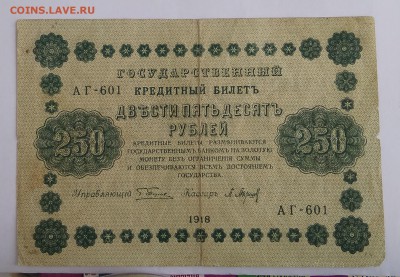 COINS.LAVE.RU
ГОСУДАРСТВЕННЫЙ
АГ-601 КРЕДИТНЫЙ БИЛЕТЪ
ДВѢСТИ ПЯТЬДЕСЯТЪ
РУБЛЕЙ
250 250
КРЕДИТНЫЕ БИЛЕТЫ РАЗМѢНИВАЮТСЯ
ГОСУДАРСТВЕННЫМЪ БАНКОМЪ НА ЗОЛОТУЮ
МОНЕТУ БЕЗЪ ОГРАНИЧЕНІЯ СУММЫ
И ОБЕЗПЕЧИВАЮТСЯ ВСѢМЪ ДОСТОЯНІЕМЪ
ГОСУДАРСТВА.
Управляющій Кассиръ
1918
АГ-601